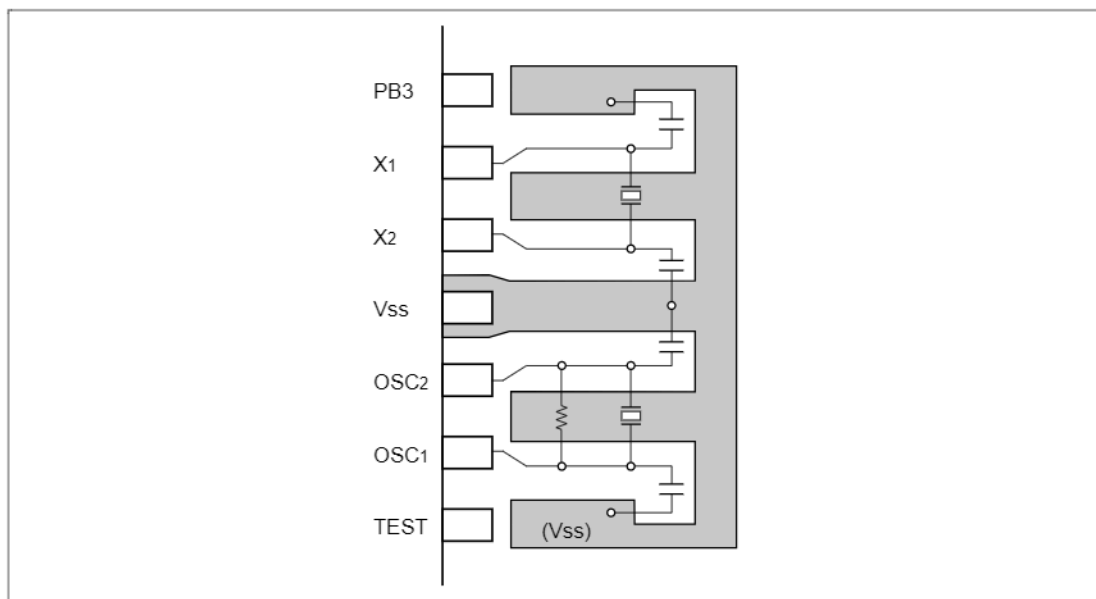 PB3
X1
X2
Vss
OSC2
OSC1
TEST
(Vss)